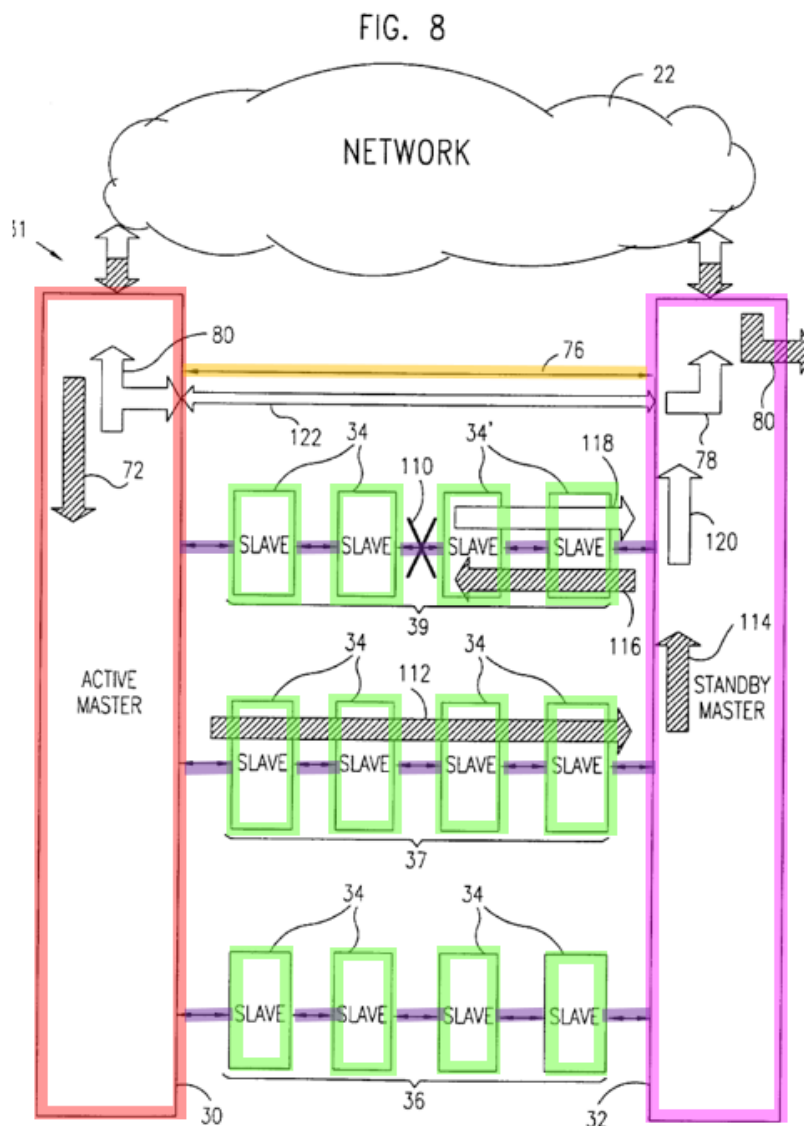 FIG. 8
22
NETWORK
31
80
76
122
78
80
72
34
110
34'
118
120
SLAVE SLAVE SLAVE SLAVE
39
116
114
34
112
34
ACTIVE
MASTER
STANDBY
MASTER
SLAVE SLAVE SLAVE SLAVE
37
34
34
SLAVE SLAVE SLAVE SLAVE
36
30
32